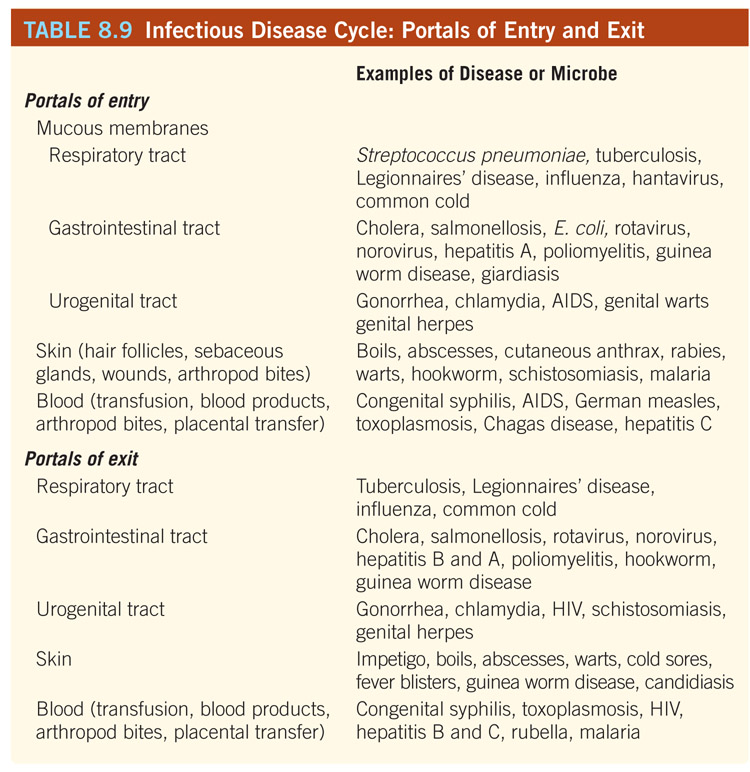 TABLE 8.9 Infectious Disease Cycle: Portals of Entry and Exit
Examples of Disease or Microbe
Portals of entry
Mucous membranes
Respiratory tract
Streptococcus pneumoniae, tuberculosis,
Legionnaires’ disease, influenza, hantavirus,
common cold
Gastrointestinal tract
Cholera, salmonellosis, E. coli, rotavirus,
norovirus, hepatitis A, poliomyelitis, guinea
worm disease, giardiasis
Urogenital tract
Gonorrhea, chlamydia, AIDS, genital warts
genital herpes
Skin (hair follicles, sebaceous
glands, wounds, arthropod bites)
Boils, abscesses, cutaneous anthrax, rabies,
warts, hookworm, schistosomiasis, malaria
Blood (transfusion, blood products,
arthropod bites, placental transfer)
Congenital syphilis, AIDS, German measles,
toxoplasmosis, Chagas disease, hepatitis C
Portals of exit
Respiratory tract
Tuberculosis, Legionnaires’ disease,
influenza, common cold
Gastrointestinal tract
Cholera, salmonellosis, rotavirus, norovirus,
hepatitis B and A, poliomyelitis, hookworm,
guinea worm disease
Urogenital tract
Gonorrhea, chlamydia, HIV, schistosomiasis,
genital herpes
Skin
Impetigo, boils, abscesses, warts, cold sores,
fever blisters, guinea worm disease, candidiasis
Blood (transfusion, blood products,
arthropod bites, placental transfer)
Congenital syphilis, toxoplasmosis, HIV,
hepatitis B and C, rubella, malaria